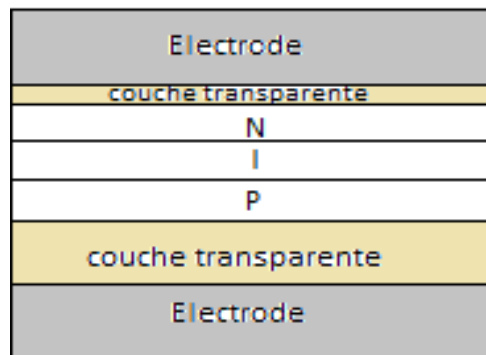 Electrode
couche transparente
N
I
P
couche transparente
Electrode